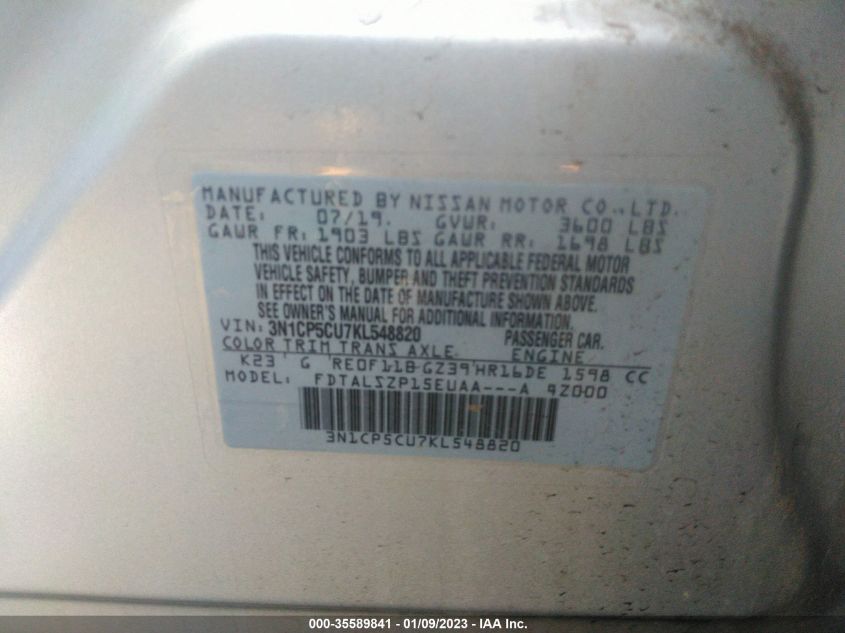 MANUFACTURED BY NISSAN MOTOR CO., LTD.
DATE: 07/19. GVWR: 3600 LBS
GAWR FR: 1903 LBS GAWR RR: 1698 LBS
THIS VEHICLE CONFORMS TO ALL APPLICABLE FEDERAL MOTOR
VEHICLE SAFETY, BUMPER AND THEFT PREVENTION STANDARDS
IN EFFECT ON THE DATE OF MANUFACTURE SHOWN ABOVE.
SEE OWNER'S MANUAL FOR ADDITIONAL INFORMATION.
VIN: 3N1CP5CU7KL548820 PASSENGER CAR.
COLOR TRIM TRANS AXLE ENGINE
K23 G RE0F11B-GZ39 HR16DE 1598 CC
MODEL: FDTALSZP15EUAA---A 9Z000
3N1CP5CU7KL548820
000-35589841 - 01/09/2023 - IAA Inc.